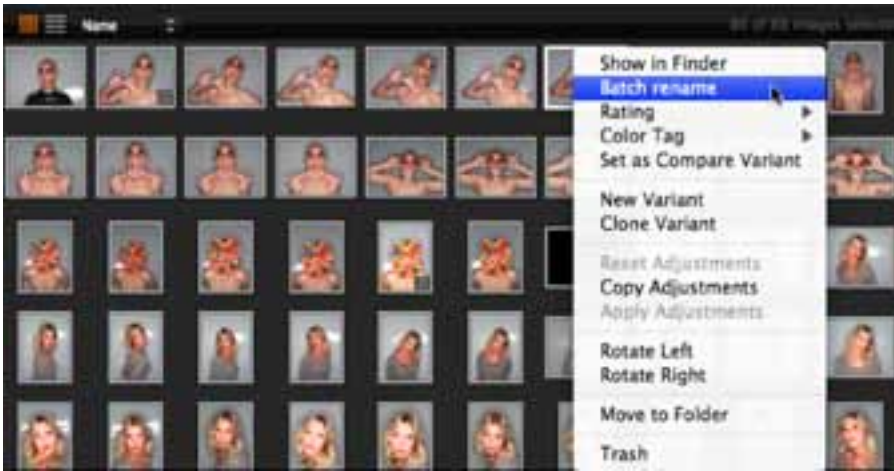 Name
Show in Finder
Batch rename
Rating
Color Tag
Set as Compare Variant
New Variant
Clone Variant
Reset Adjustments
Copy Adjustments
Apply Adjustments
Rotate Left
Rotate Right
Move to Folder
Trash